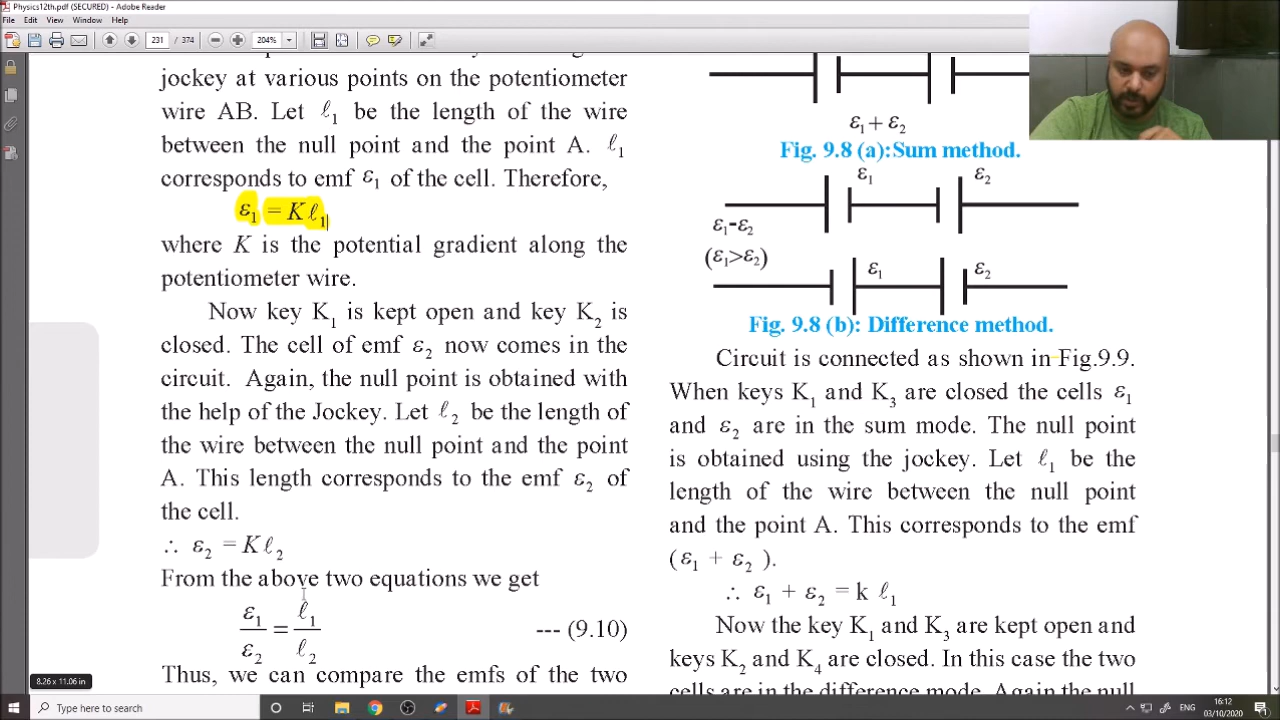 Physics12th.pdf (SECURED) - Adobe Reader
File Edit View Window Help
231 / 374 204%
jockey at various points on the potentiometer
wire AB. Let ℓ₁ be the length of the wire
between the null point and the point A. ℓ₁
corresponds to emf ε₁ of the cell. Therefore,
ε₁ = Kℓ₁
where K is the potential gradient along the
potentiometer wire.
Now key K₁ is kept open and key K₂ is
closed. The cell of emf ε₂ now comes in the
circuit. Again, the null point is obtained with
the help of the Jockey. Let ℓ₂ be the length of
the wire between the null point and the point
A. This length corresponds to the emf ε₂ of
the cell.
∴ ε₂ = Kℓ₂
From the above two equations we get
ε₁/ε₂ = ℓ₁/ℓ₂ --- (9.10)
Thus, we can compare the emfs of the two
ε₁ + ε₂
Fig. 9.8 (a):Sum method.
ε₁ ε₂
ε₁-ε₂
(ε₁>ε₂)
ε₁ ε₂
Fig. 9.8 (b): Difference method.
Circuit is connected as shown in Fig.9.9.
When keys K₁ and K₃ are closed the cells ε₁
and ε₂ are in the sum mode. The null point
is obtained using the jockey. Let ℓ₁ be the
length of the wire between the null point
and the point A. This corresponds to the emf
(ε₁ + ε₂ ).
∴ ε₁ + ε₂ = k ℓ₁
Now the key K₁ and K₃ are kept open and
keys K₂ and K₄ are closed. In this case the two
cells are in the difference mode. Again the null
8.26 x 11.06 in
Type here to search
ENG
16:12
03/10/2020